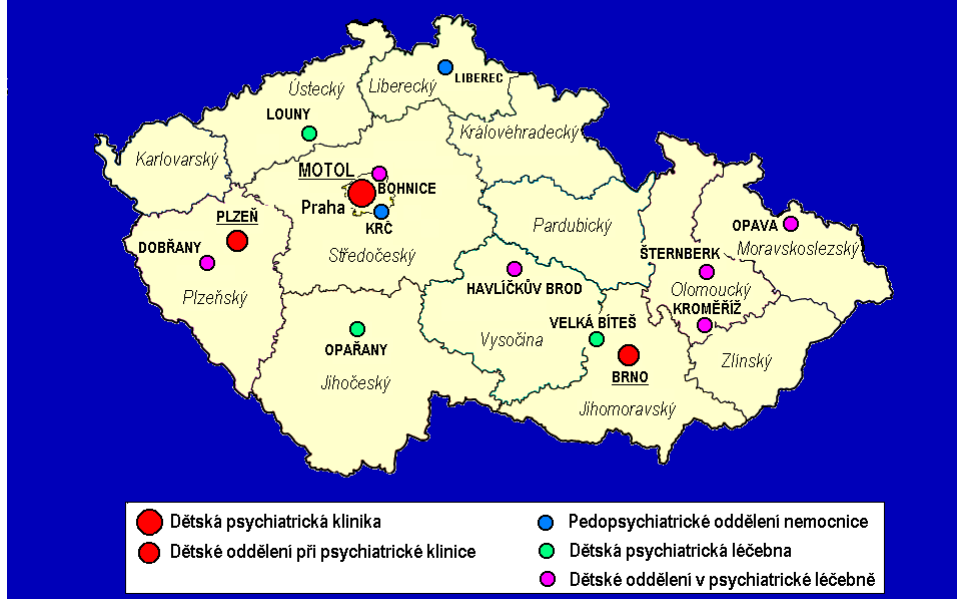 LIBEREC
Ústecký
Liberecký
LOUNY
Královéhradecký
Karlovarský
MOTOL
BOHNICE
Praha
PLZEŇ
KRČ
Pardubický
OPAVA
DOBŘANY
Středočeský
ŠTERNBERK
Moravskoslezský
Plzeňský
HAVLÍČKŮV BROD
Olomoucký
KROMĚŘÍŽ
VELKÁ BÍTEŠ
Vysočina
OPAŘANY
Zlínský
BRNO
Jihočeský
Jihomoravský
Dětská psychiatrická klinika
Dětské oddělení při psychiatrické klinice
Pedopsychiatrické oddělení nemocnice
Dětská psychiatrická léčebna
Dětské oddělení v psychiatrické léčebně